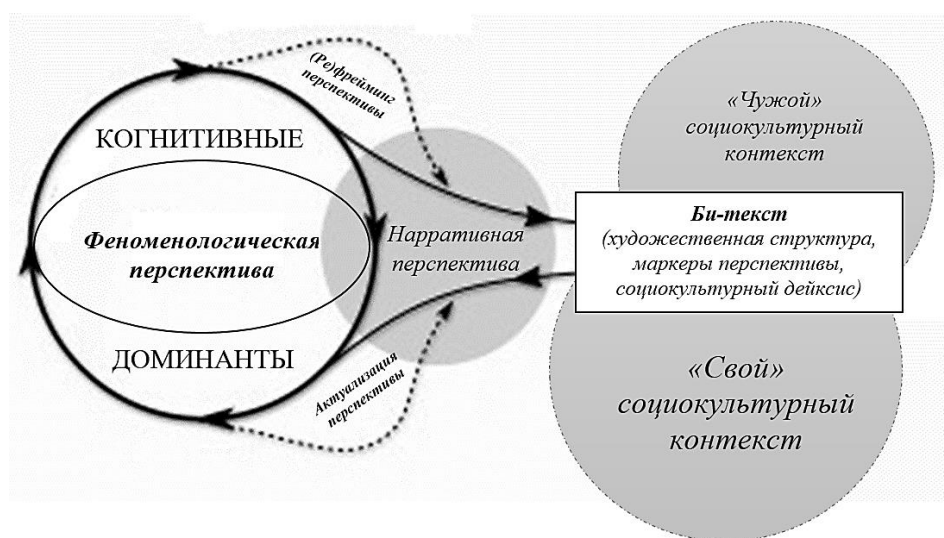 (Ре)фрейминг
перспективы
КОГНИТИВНЫЕ
Феноменологическая
перспектива
ДОМИНАНТЫ
Нарративная
перспектива
Актуализация
перспективы
«Чужой»
социокультурный
контекст
Би-текст
(художественная структура,
маркеры перспективы,
социокультурный дейксис)
«Свой»
социокультурный
контекст